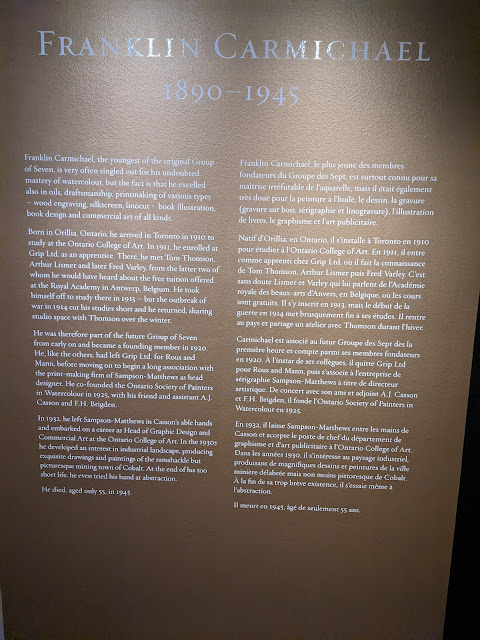 FRANKLIN CARMICHAEL
1890–1945
Franklin Carmichael, the youngest of the original Group
of Seven, is very often singled out for his undoubted
mastery of watercolour, but the fact is that he excelled
also in oils, draftsmanship, printmaking of various types
– wood engraving, silkscreen, linocut - book illustration,
book design and commercial art of all kinds.
Born in Orillia, Ontario, he arrived in Toronto in 1910 to
study at the Ontario College of Art. In 1911, he enrolled at
Grip Ltd. as an apprentice. There, he met Tom Thomson,
Arthur Lismer and later Fred Varley, from the latter two of
whom he would have heard about the free tuition offered
at the Royal Academy in Antwerp, Belgium. He took
himself off to study there in 1913 – but the outbreak of
war in 1914 cut his studies short and he returned, sharing
studio space with Thomson over the winter.
He was therefore part of the future Group of Seven
from early on and became a founding member in 1920.
He, like the others, had left Grip Ltd. for Rous and
Mann, before moving on to begin a long association with
the print-making firm of Sampson-Matthews as head
designer. He co-founded the Ontario Society of Painters
in Watercolour in 1925, with his friend and assistant A.J.
Casson and F.H. Brigden.
In 1932, he left Sampson-Matthews in Casson's able hands
and embarked on a career as Head of Graphic Design and
Commercial Art at the Ontario College of Art. In the 1930s
he developed an interest in industrial landscape, producing
exquisite drawings and paintings of the ramshackle but
picturesque mining town of Cobalt. At the end of his too
short life, he even tried his hand at abstraction.
He died, aged only 55, in 1945.
Franklin Carmichael, le plus jeune des membres
fondateurs du Groupe des Sept, est surtout connu pour sa
maîtrise irréfutable de l'aquarelle, mais il était également
très doué pour la peinture à l'huile, le dessin, la gravure
(gravure sur bois, sérigraphie et linogravure), l'illustration
de livres, le graphisme et l'art publicitaire.
Natif d'Orillia, en Ontario, il s'installe à Toronto en 1910
pour étudier à l'Ontario College of Art. En 1911, il entre
comme apprenti chez Grip Ltd. où il fait la connaissance
de Tom Thomson, Arthur Lismer puis Fred Varley. C'est
sans doute Lismer et Varley qui lui parlent de l'Académie
royale des beaux-arts d'Anvers, en Belgique, où les cours
sont gratuits. Il s'y inscrit en 1913, mais le début de la
guerre en 1914 met brusquement fin à ses études. Il rentre
au pays et partage un atelier avec Thomson durant l'hiver.
Carmichael est associé au futur Groupe des Sept dès la
première heure et compte parmi ses membres fondateurs
en 1920. À l'instar de ses collègues, il quitte Grip Ltd
pour Rous and Mann, puis s'associe à l'entreprise de
sérigraphie Sampson-Matthews à titre de directeur
artistique. De concert avec son ami et adjoint A.J. Casson
et F.H. Brigden, il fonde l'Ontario Society of Painters in
Watercolour en 1925.
En 1932, il laisse Sampson-Matthews entre les mains de
Casson et accepte le poste de chef du département de
graphisme et d'art publicitaire à l'Ontario College of Art.
Dans les années 1930, il s'intéresse au paysage industriel,
produisant de magnifiques dessins et peintures de la ville
minière délabrée mais non moins pittoresque de Cobalt.
À la fin de sa trop brève existence, il s'essaie même à
l'abstraction.
Il meurt en 1945, âgé de seulement 55 ans.